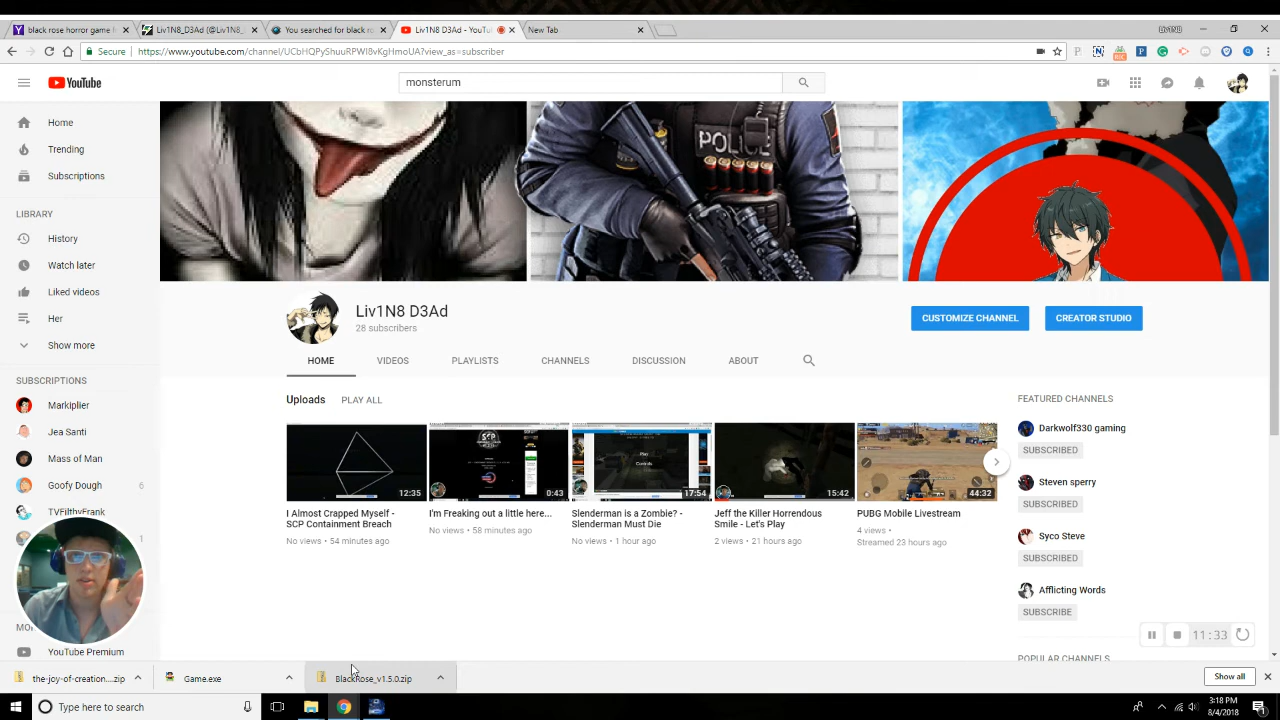 black rose horror game f
Liv1N8_D3Ad (@Liv1N8_
You searched for black ro
Liv1N8 D3Ad - YouTu
New Tab
Secure
https://www.youtube.com/channel/UCbHQPyShuuRPWI8vKgHmoUA?view_as=subscriber
YouTube
monsterum
Home
Trending
POLICE
Subscriptions
LIBRARY
History
Watch later
Liked videos
Her
Show more
Liv1N8 D3Ad
28 subscribers
CUSTOMIZE CHANNEL
CREATOR STUDIO
HOME
VIDEOS
PLAYLISTS
CHANNELS
DISCUSSION
ABOUT
SUBSCRIPTIONS
Markiplier
Jea Santi
Mass of Man
Goofy Dough
6
TVFilthyFrank
1
Uploads
PLAY ALL
12:35
I Almost Crapped Myself -
SCP Containment Breach
No views • 54 minutes ago
SCP
0:43
I'm Freaking out a little here...
No views • 58 minutes ago
Play
Controls
17:54
Slenderman is a Zombie? -
Slenderman Must Die
No views • 1 hour ago
15:42
Jeff the Killer Horrendous
Smile - Let's Play
2 views • 21 hours ago
44:32
PUBG Mobile Livestream
4 views •
Streamed 23 hours ago
FEATURED CHANNELS
Darkwolf330 gaming
SUBSCRIBED
Steven sperry
SUBSCRIBED
Syco Steve
SUBSCRIBED
Afflicting Words
SUBSCRIBE
POPULAR CHANNELS
11:33
MO
YouTube Premium
the-joy-of-creation....zip
Game.exe
BlackRose_v1.5.0.zip
Show all
Type here to search
3:18 PM
8/4/2018